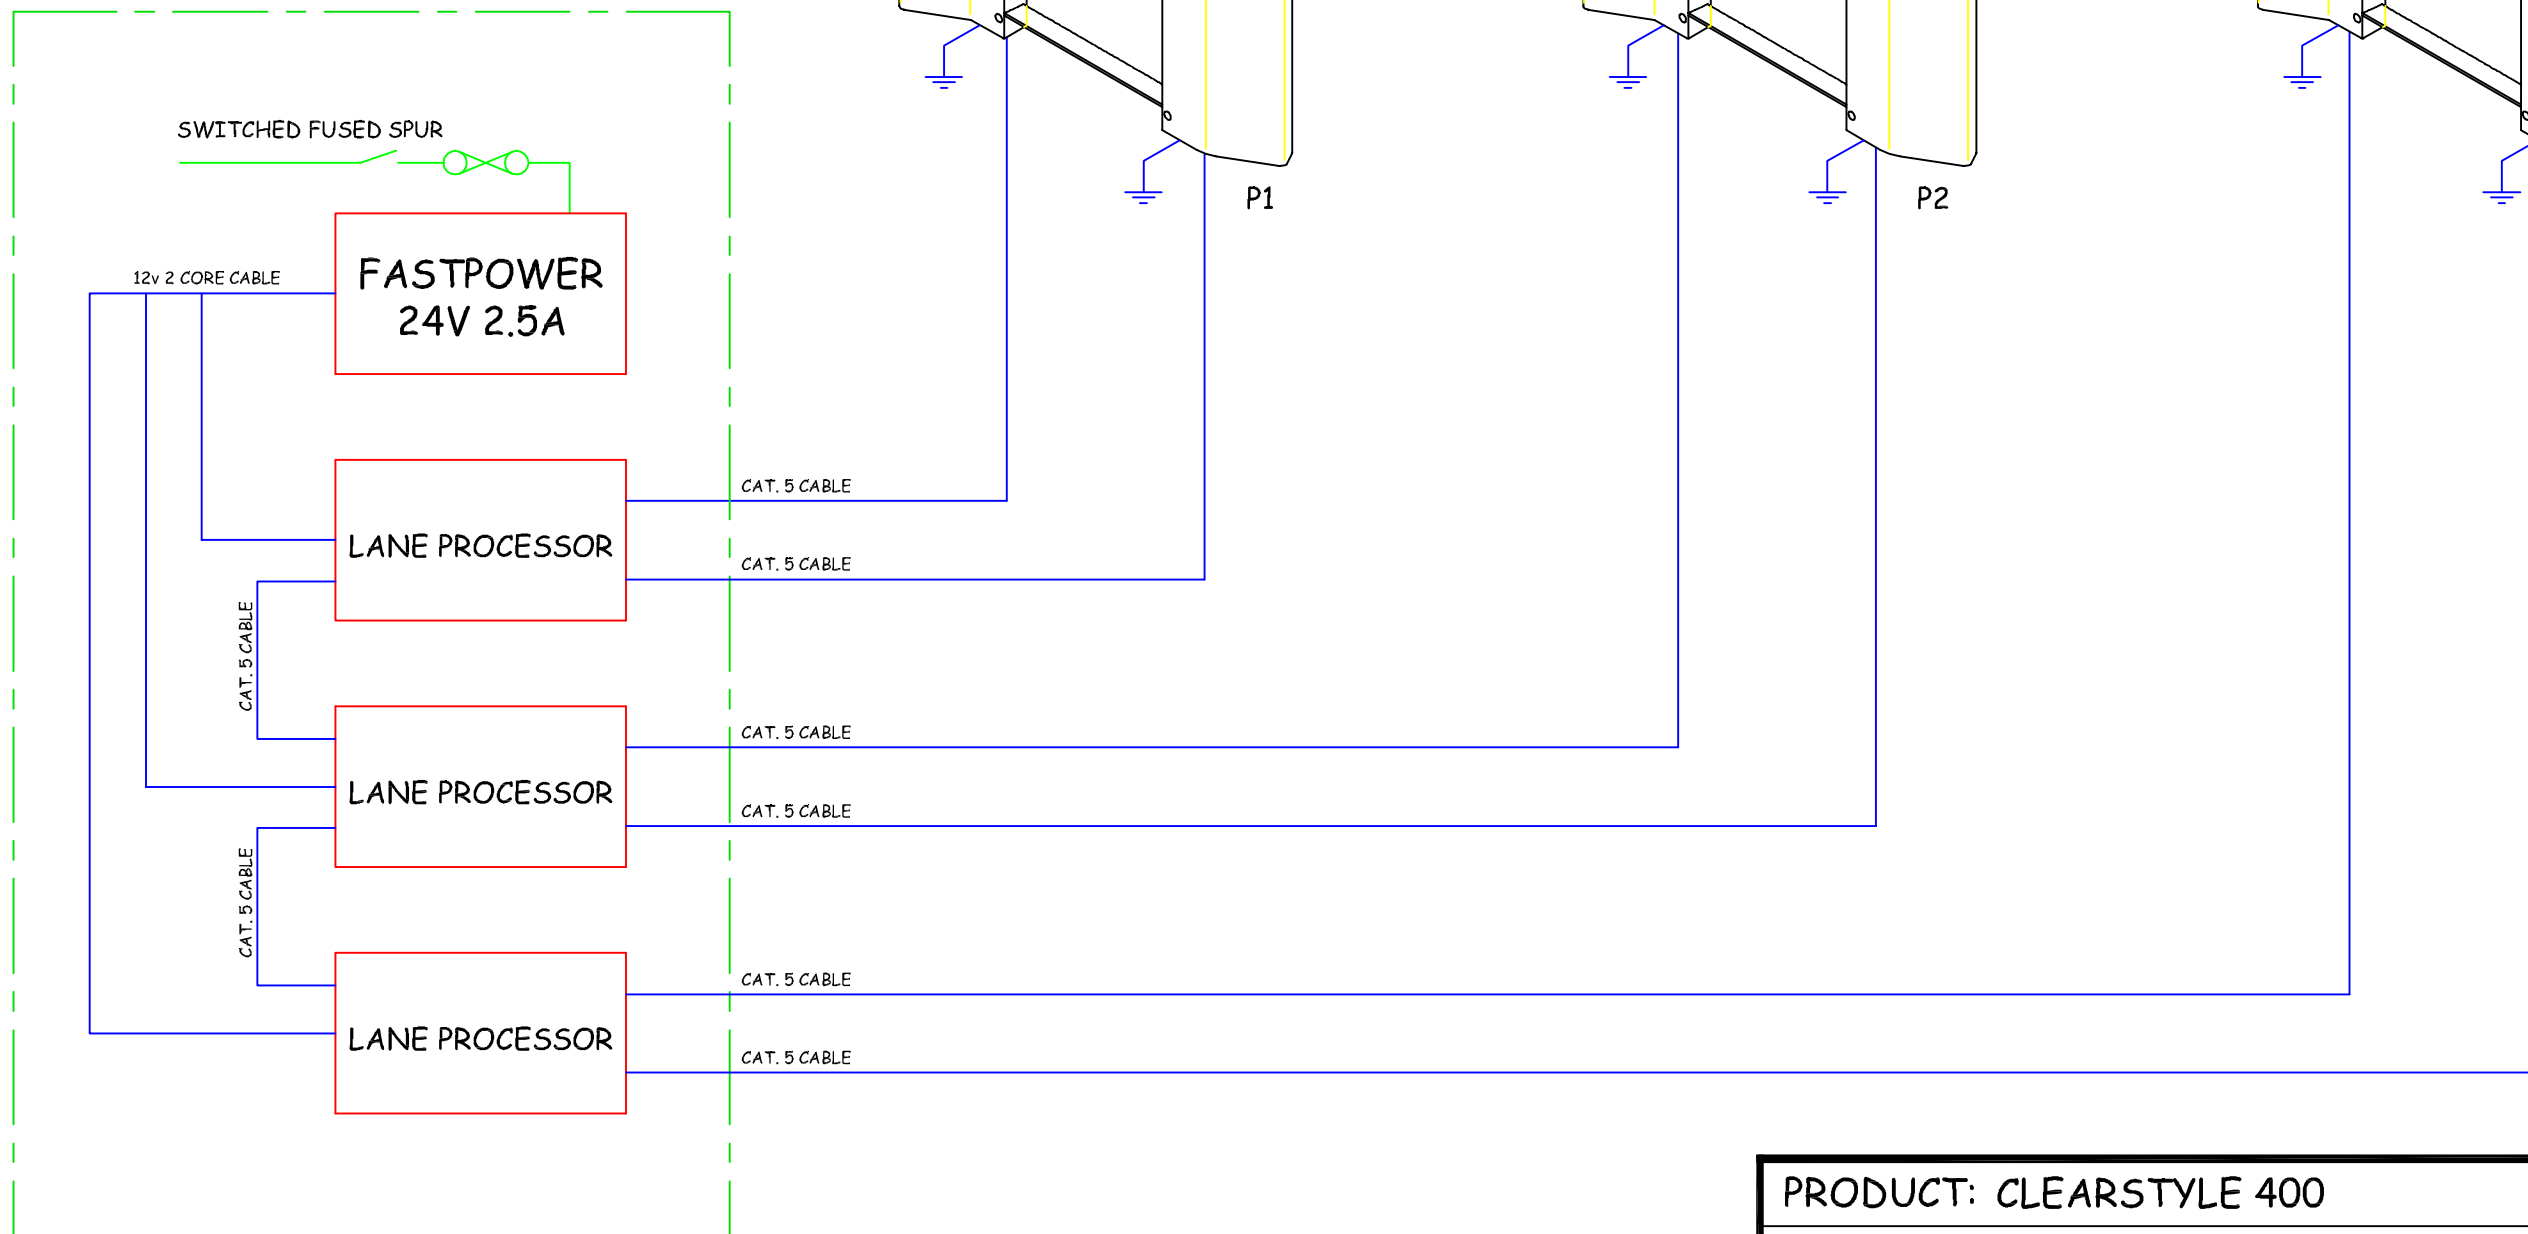 SWITCHED FUSED SPUR
P1
P2
12v 2 CORE CABLE
FASTPOWER
24V 2.5A
CAT. 5 CABLE
LANE PROCESSOR
CAT. 5 CABLE
CAT. 5 CABLE
CAT. 5 CABLE
LANE PROCESSOR
CAT. 5 CABLE
CAT. 5 CABLE
CAT. 5 CABLE
LANE PROCESSOR
CAT. 5 CABLE
PRODUCT: CLEARSTYLE 400